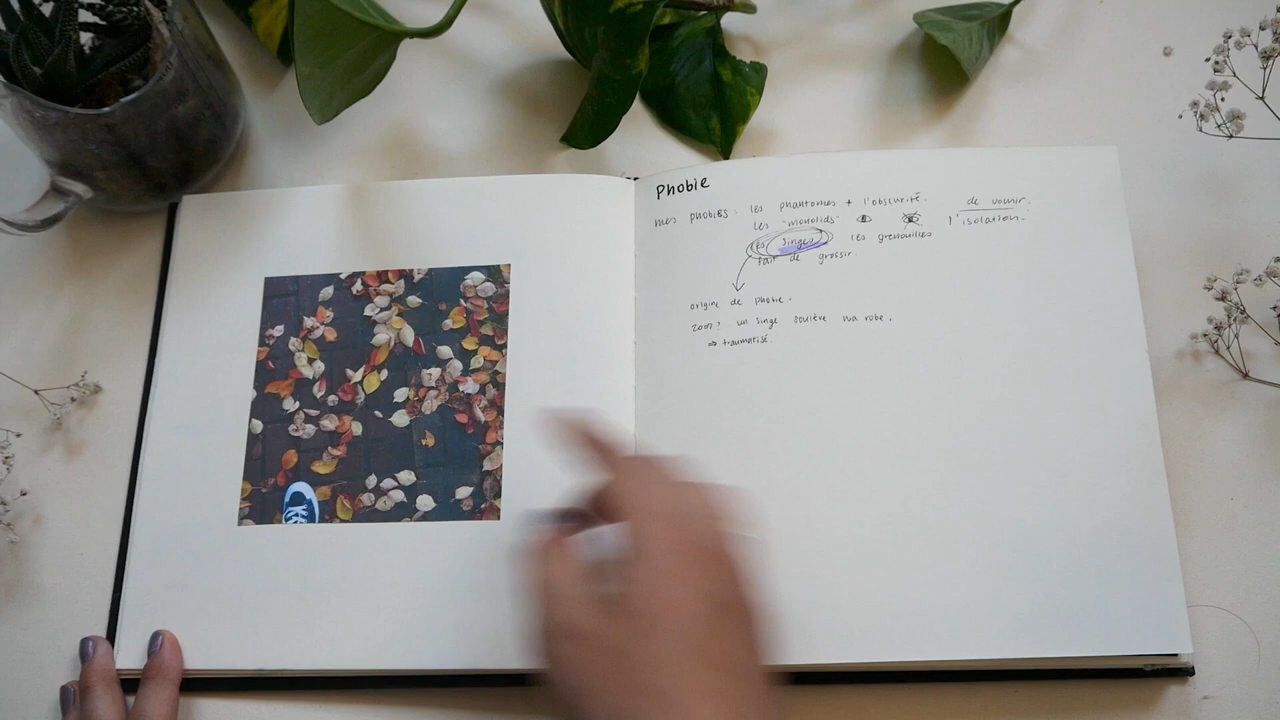 Phobie
mes phobies : les phantomes + l'obscurité. de vomir.
les "monolids" l'isolation.
les singes les grenouilles
fair de grossir.
origine de phobie.
2007? un singe soulève ma robe.
⇒ traumatisé.